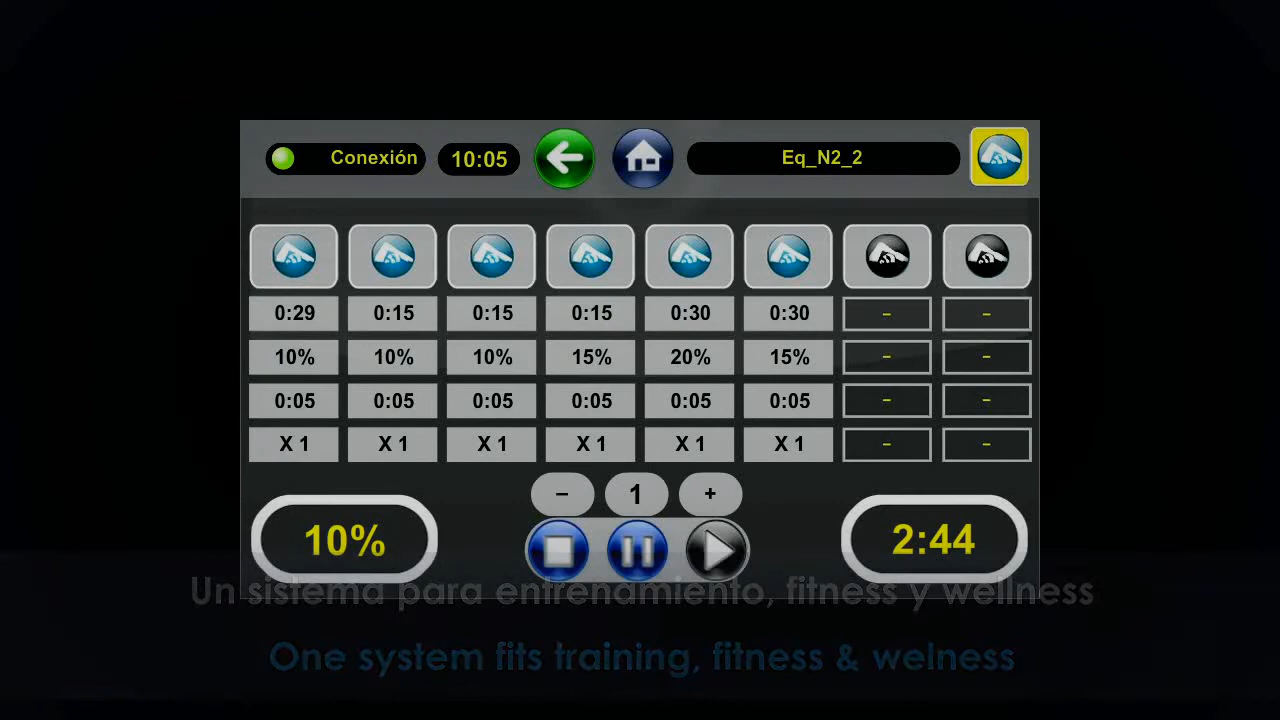 Conexión 10:05 Eq_N2_2
0:29 0:15 0:15 0:15 0:30 0:30 - -
10% 10% 10% 15% 20% 15% - -
0:05 0:05 0:05 0:05 0:05 0:05 - -
X 1 X 1 X 1 X 1 X 1 X 1 - -
- 1 +
10% 2:44
Un sistema para entrenamiento, fitness y wellness
One system fits training, fitness & welness